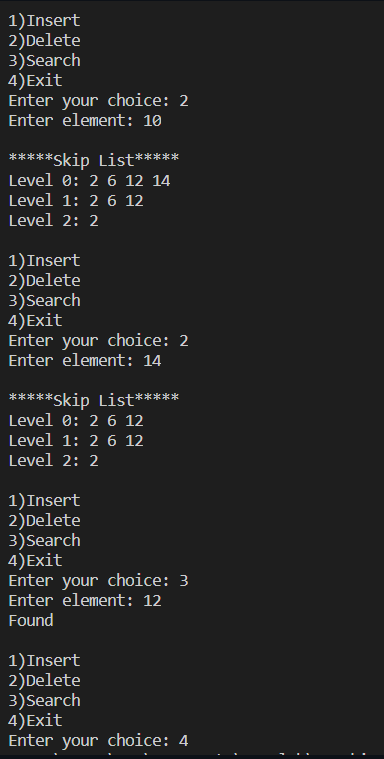 1)Insert
2)Delete
3)Search
4)Exit
Enter your choice: 2
Enter element: 10
*****Skip List*****
Level 0: 2 6 12 14
Level 1: 2 6 12
Level 2: 2
1)Insert
2)Delete
3)Search
4)Exit
Enter your choice: 2
Enter element: 14
*****Skip List*****
Level 0: 2 6 12
Level 1: 2 6 12
Level 2: 2
1)Insert
2)Delete
3)Search
4)Exit
Enter your choice: 3
Enter element: 12
Found
1)Insert
2)Delete
3)Search
4)Exit
Enter your choice: 4